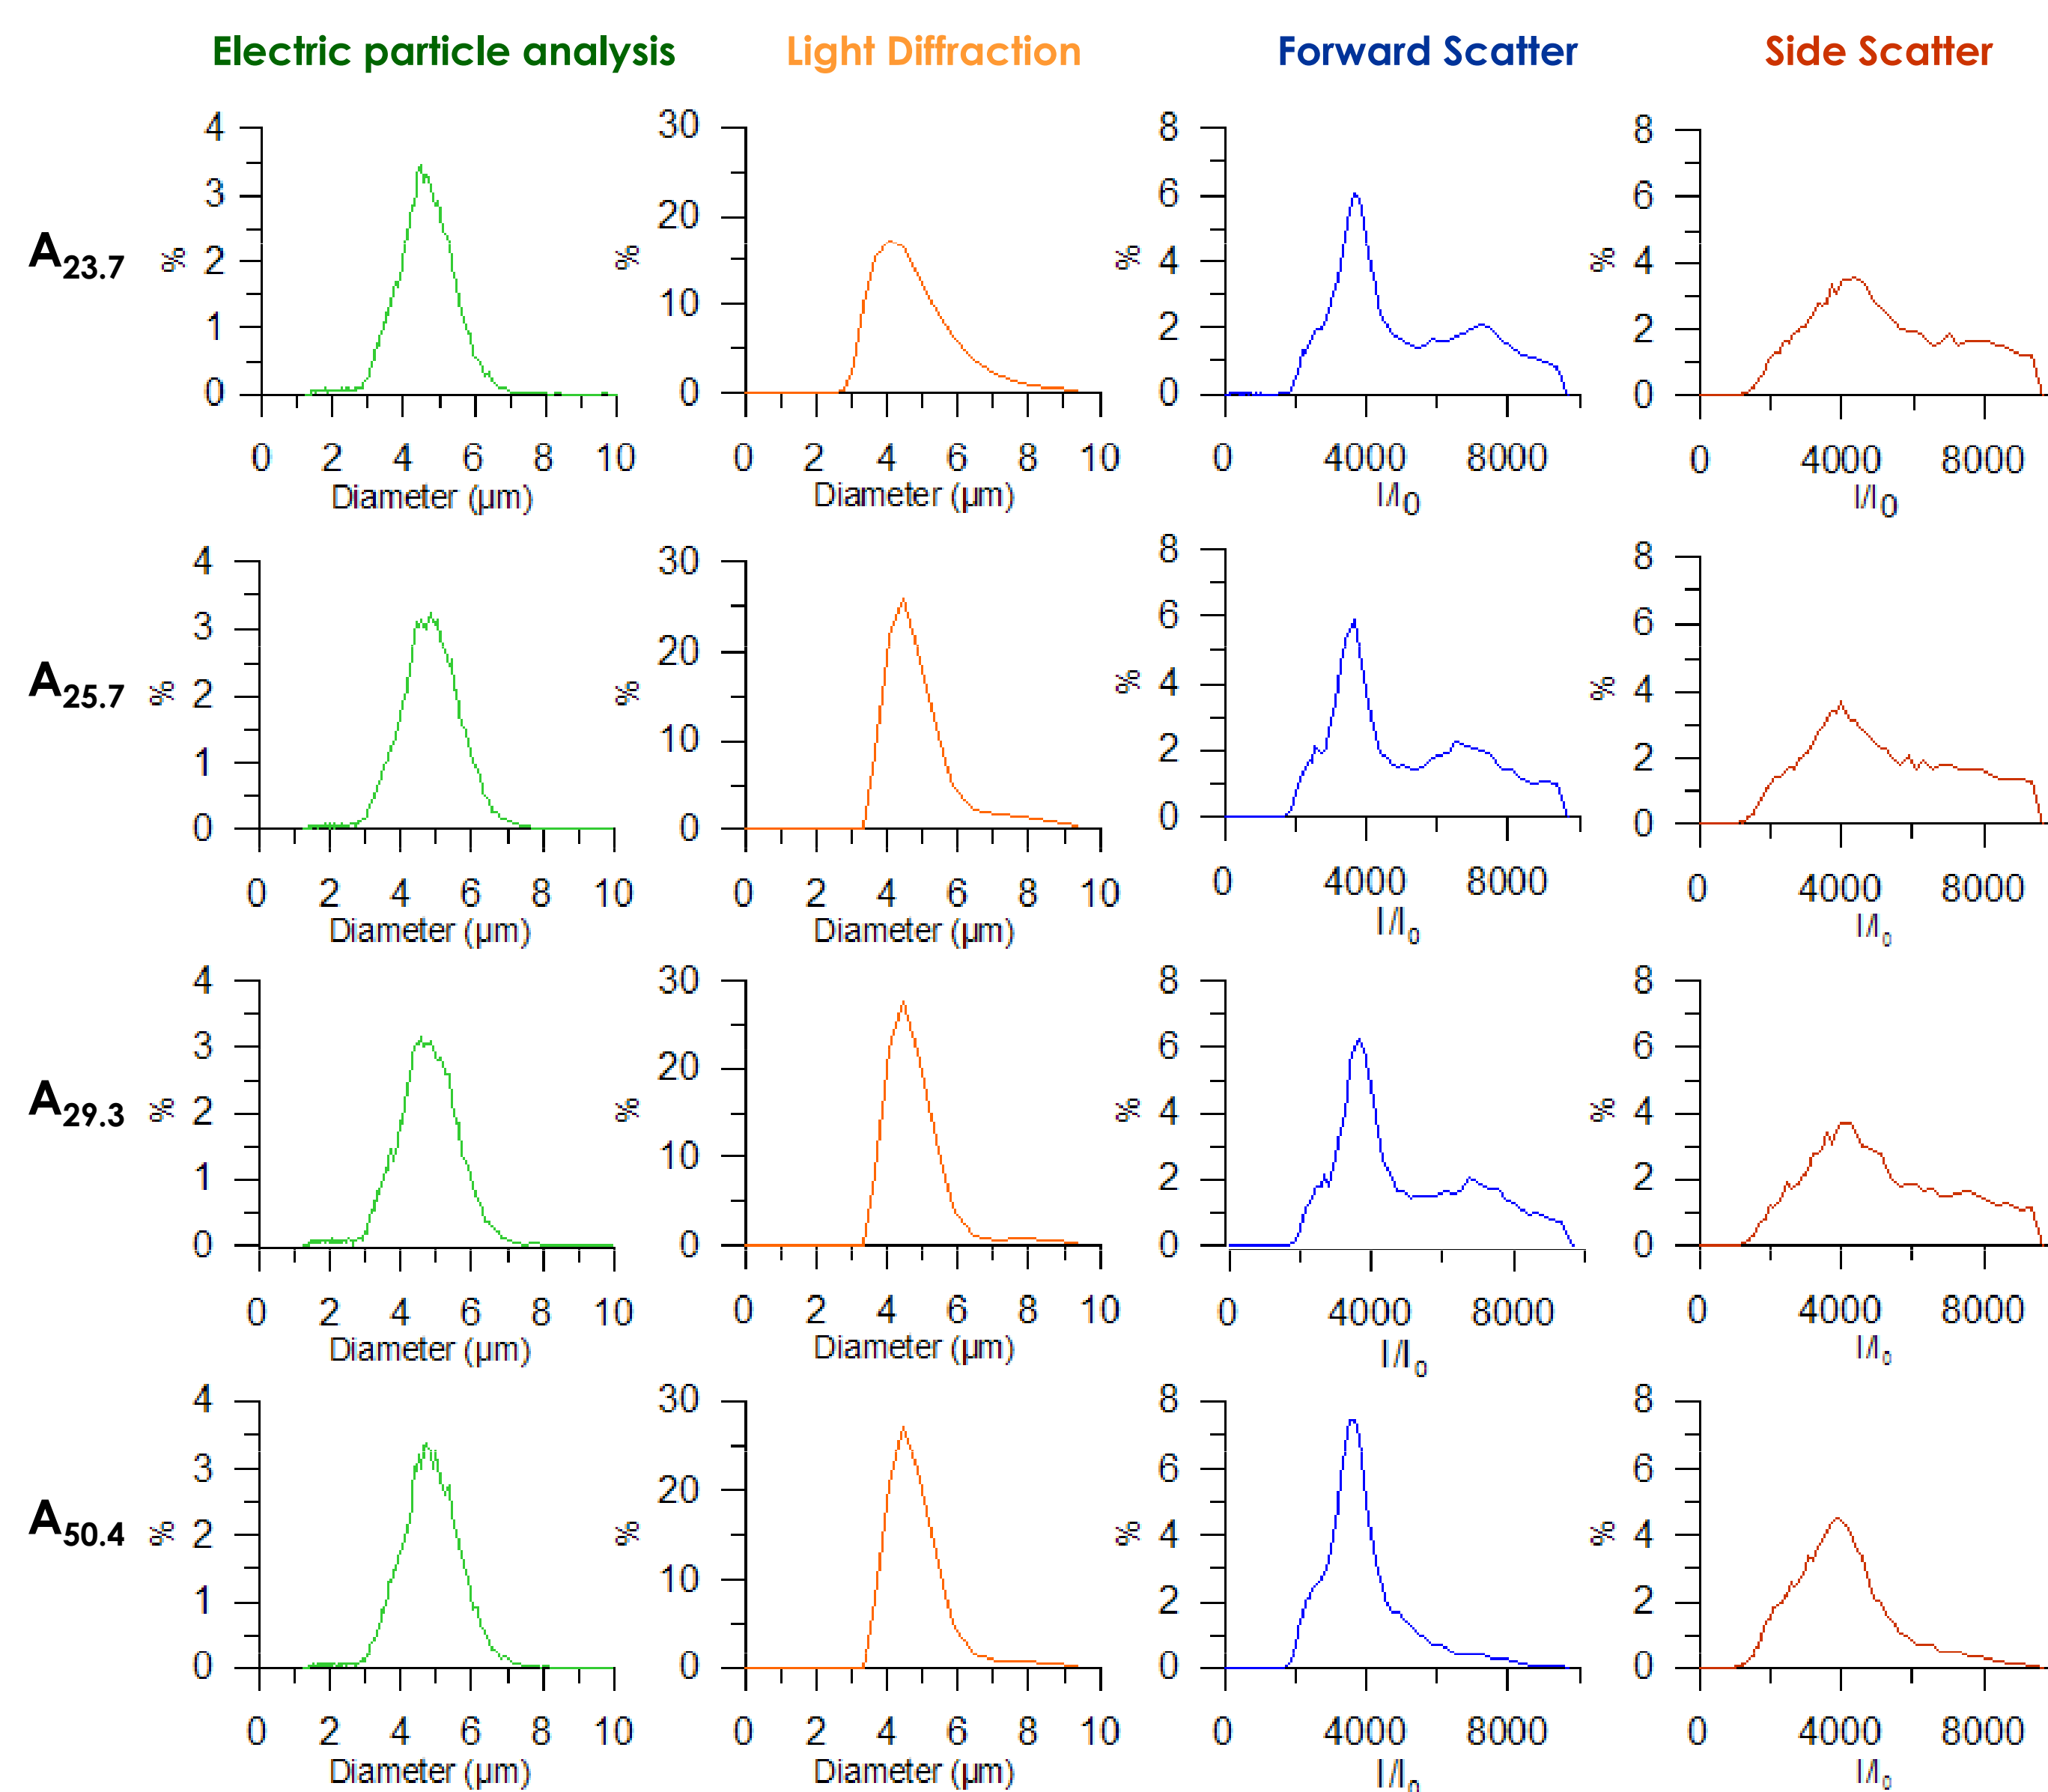 Electric particle analysis Light Diffraction Forward Scatter Side Scatter
A23.7
4 3 2 1 0
%
0 2 4 6 8 10
Diameter (µm)
30 20 10 0
%
0 2 4 6 8 10
Diameter (µm)
8 6 4 2 0
%
0 4000 8000
I/I0
8 6 4 2 0
%
0 4000 8000
I/I0
A25.7
4 3 2 1 0
%
0 2 4 6 8 10
Diameter (µm)
30 20 10 0
%
0 2 4 6 8 10
Diameter (µm)
8 6 4 2 0
%
0 4000 8000
I/I0
8 6 4 2 0
%
0 4000 8000
I/I0
A29.3
4 3 2 1 0
%
0 2 4 6 8 10
Diameter (µm)
30 20 10 0
%
0 2 4 6 8 10
Diameter (µm)
8 6 4 2 0
%
0 4000 8000
I/I0
8 6 4 2 0
%
0 4000 8000
I/I0
A50.4
4 3 2 1 0
%
0 2 4 6 8 10
Diameter (µm)
30 20 10 0
%
0 2 4 6 8 10
Diameter (µm)
8 6 4 2 0
%
0 4000 8000
I/I0
8 6 4 2 0
%
0 4000 8000
I/I0